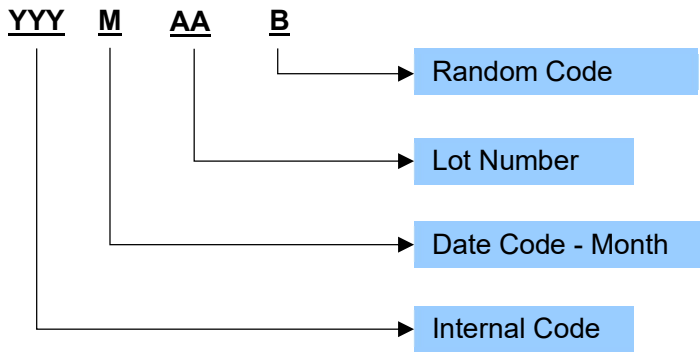 YYY M AA B
Random Code
Lot Number
Date Code - Month
Internal Code